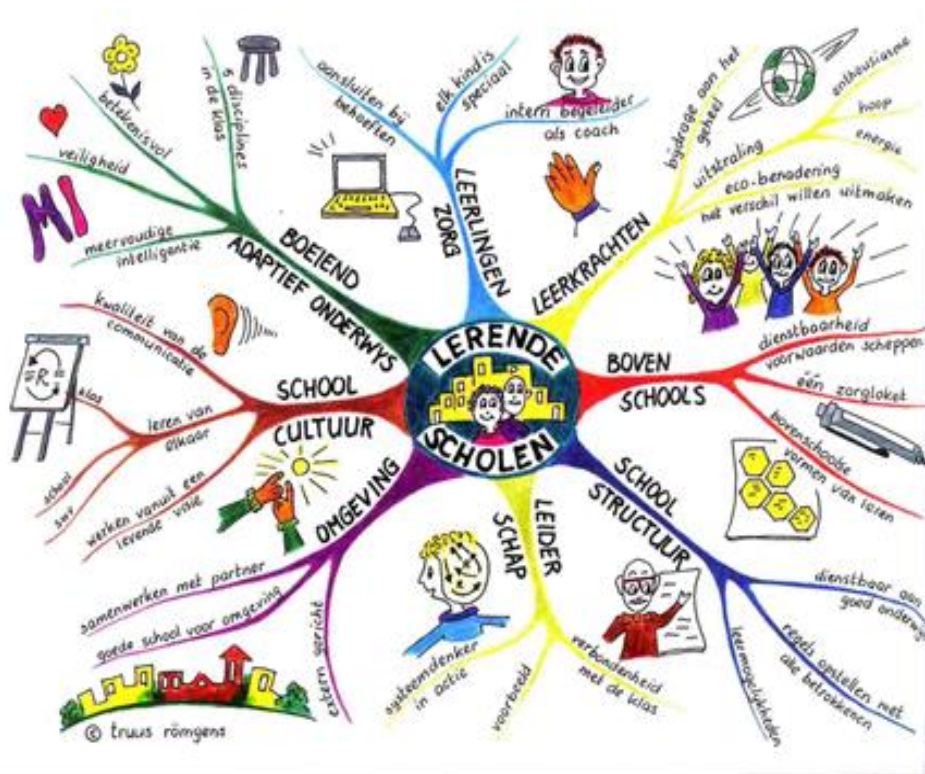 LERENDE
SCHOLEN
LEERLINGEN
ZORG
aansluiten bij
behoeften
elk kind is
speciaal
intern begeleider
als coach
LEERKRACHTEN
bijdrage aan het
geheel
uitstraling
enthousiasme
hoop
energie
eco-benadering
het verschil willen uitmaken
BOVEN
SCHOOLS
dienstbaarheid
voorwaarden scheppen
één zorgloket
bovenschoolse
vormen van leren
SCHOOL
STRUCTUUR
dienstbaar aan
goed onderwijs
regels opstellen met
alle betrokkenen
leermogelijkheden
LEIDER
SCHAP
verbondenheid
met de klas
voorbeeld
systeemdenker
in actie
OMGEVING
extern gericht
goede school voor omgeving
samenwerken met partner
SCHOOL
CULTUUR
kwaliteit van de
communicatie
leren van
elkaar
klas
school
swv
werken vanuit een
levende visie
R
BOEIEND
ADAPTIEF ONDERWYS
5 disciplines
in de klas
betekenisvol
veiligheid
meervoudige
intelligentie
MI
© truus römgens